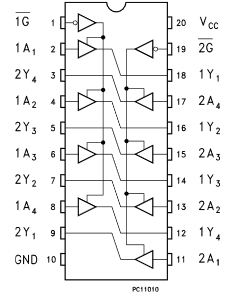 1G̅ 1 20 VCC
1A1 2 19 2G̅
2Y4 3 18 1Y1
1A2 4 17 2A4
2Y3 5 16 1Y2
1A3 6 15 2A3
2Y2 7 14 1Y3
1A4 8 13 2A2
2Y1 9 12 1Y4
GND 10 11 2A1
PC11010